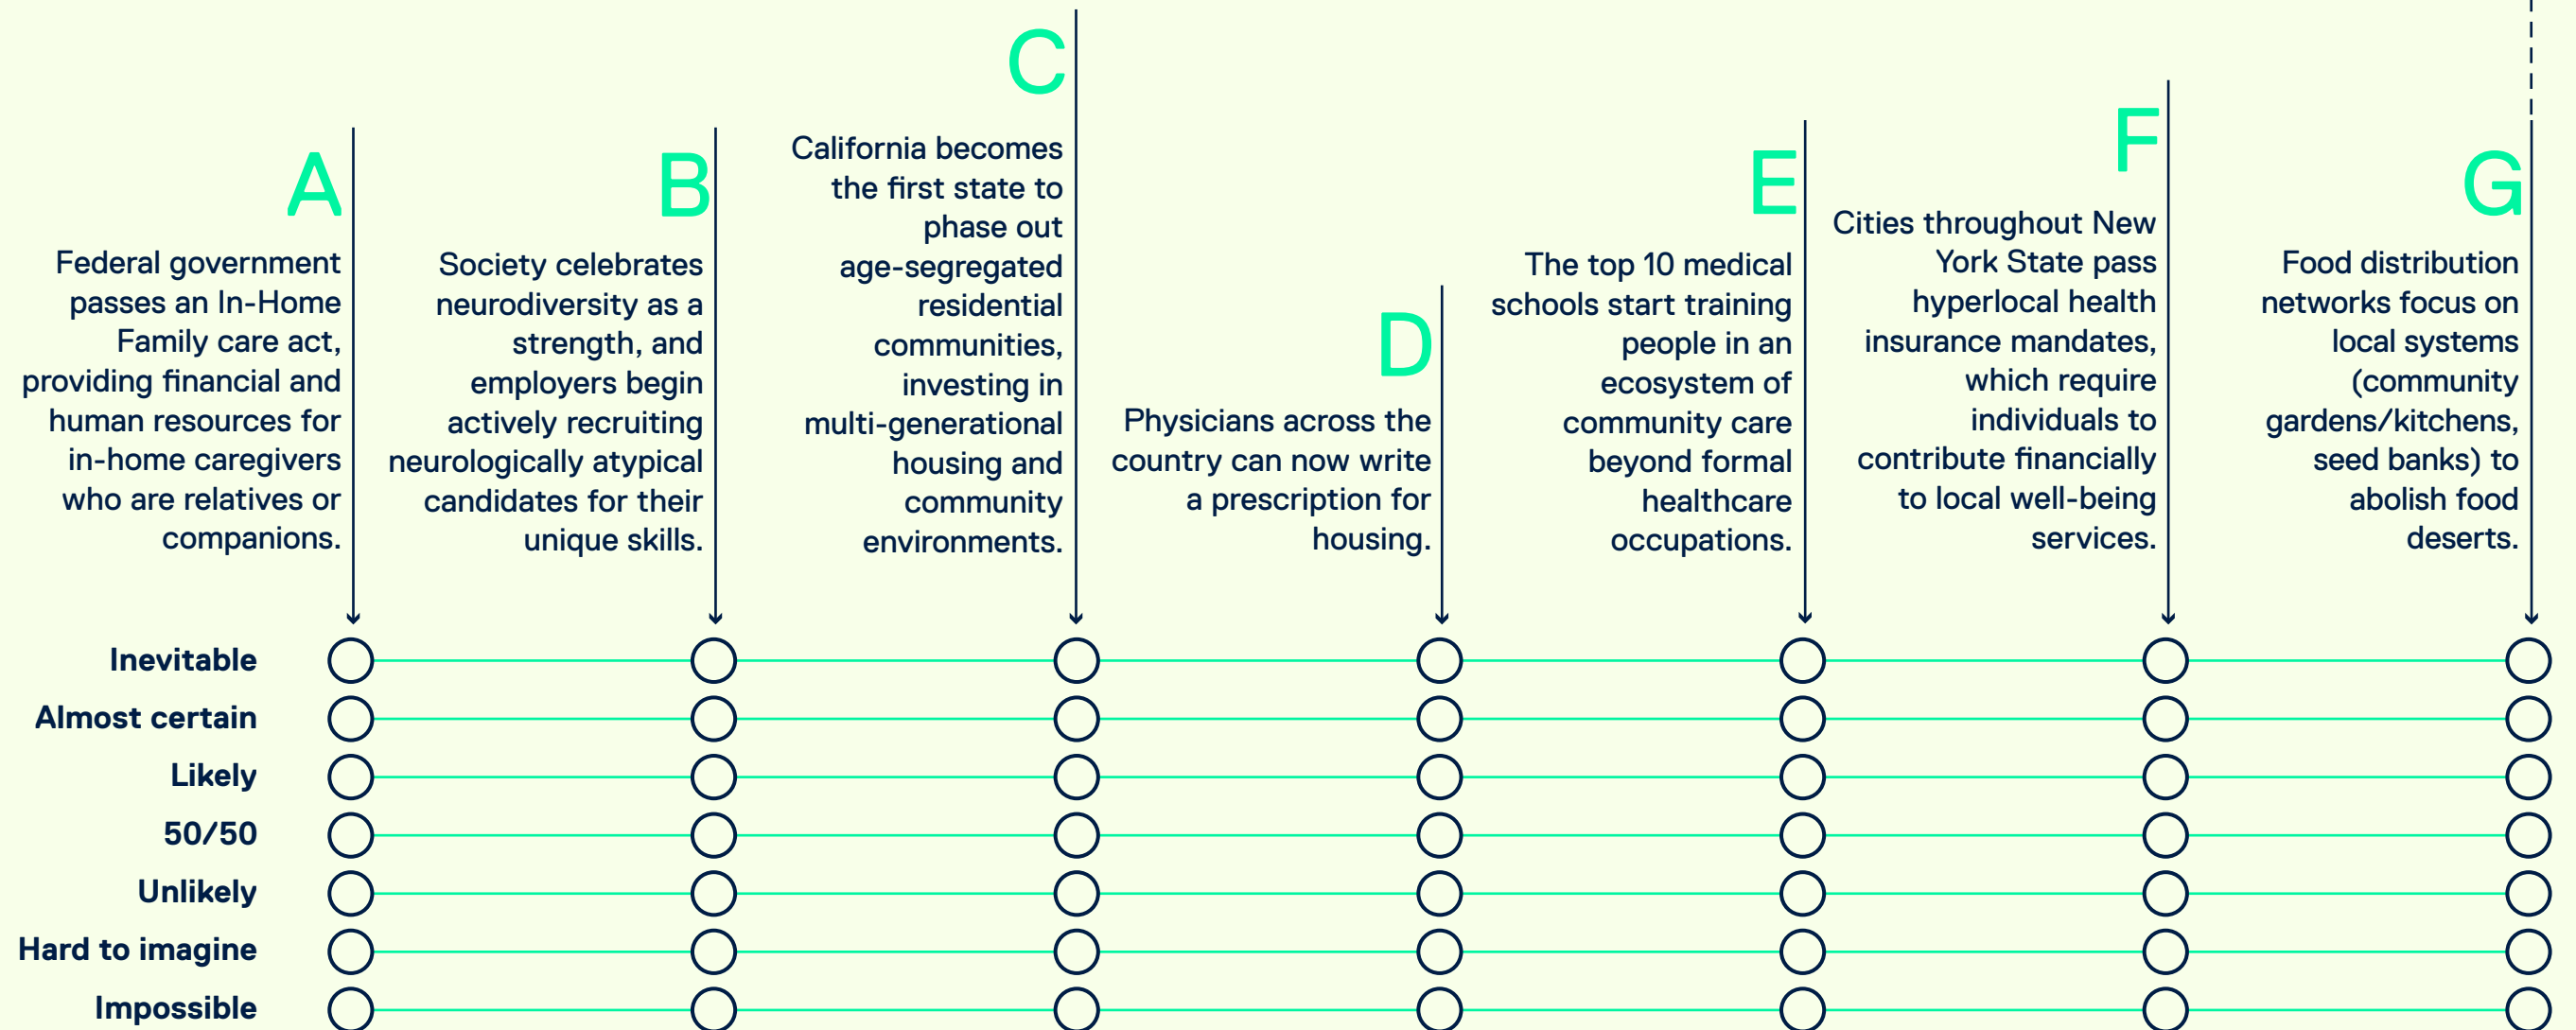 A
Federal government
passes an In-Home
Family care act,
providing financial and
human resources for
in-home caregivers
who are relatives or
companions.
B
Society celebrates
neurodiversity as a
strength, and
employers begin
actively recruiting
neurologically atypical
candidates for their
unique skills.
C
California becomes
the first state to
phase out
age-segregated
residential
communities,
investing in
multi-generational
housing and
community
environments.
D
Physicians across the
country can now write
a prescription for
housing.
E
The top 10 medical
schools start training
people in an
ecosystem of
community care
beyond formal
healthcare
occupations.
F
Cities throughout New
York State pass
hyperlocal health
insurance mandates,
which require
individuals to
contribute financially
to local well-being
services.
G
Food distribution
networks focus on
local systems
(community
gardens/kitchens,
seed banks) to
abolish food
deserts.
Inevitable
Almost certain
Likely
50/50
Unlikely
Hard to imagine
Impossible